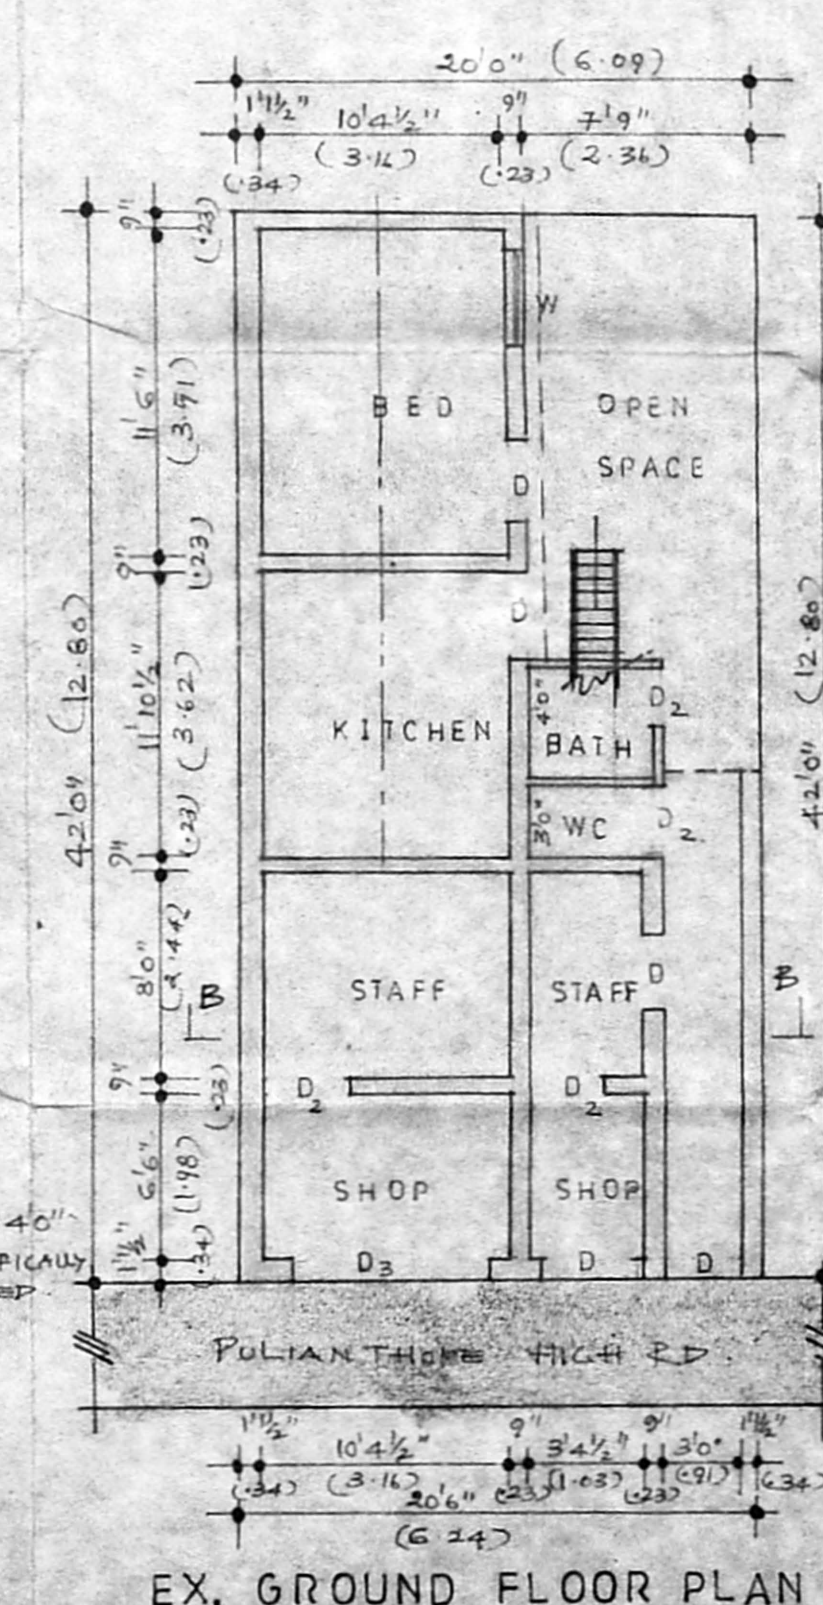 20'0" (6.09)
1'1½" 10'4½" 9" 7'9"
(.34) (3.16) (.23) (2.36)
9" (.23)
W
11'6" (3.91)
BED
OPEN
SPACE
D
9" (.23)
D
42'0" (12.80)
42'0" (12.80)
11'10½" (3.62)
4'0"
D2
KITCHEN
BATH
3'0"
WC
D2
9" (.23)
8'0" (2.442)
STAFF
STAFF
D
B
B
9" (.23)
D2
D2
6'6" (1.98)
SHOP
SHOP
4'0"
PICALLY
ED.
1'1½" (.34)
D3
D
D
PULIANTHOPE HIGH RD.
1'1½" 10'4½" 9" 3'4½" 9" 3'0" 1'1½"
(.34) (3.16) (.23) (1.03) (.23) (.91) (.34)
20'6"
(6.24)
EX. GROUND FLOOR PLAN